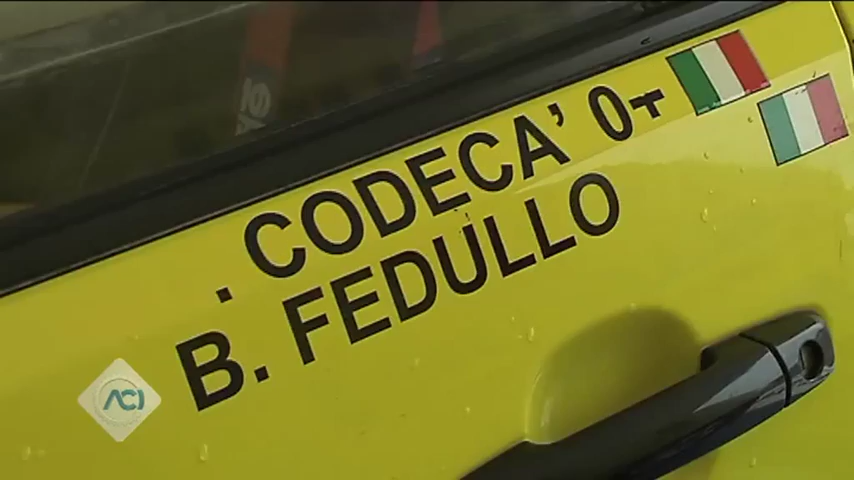 . CODECA' 0-
B. FEDULLO
ACI